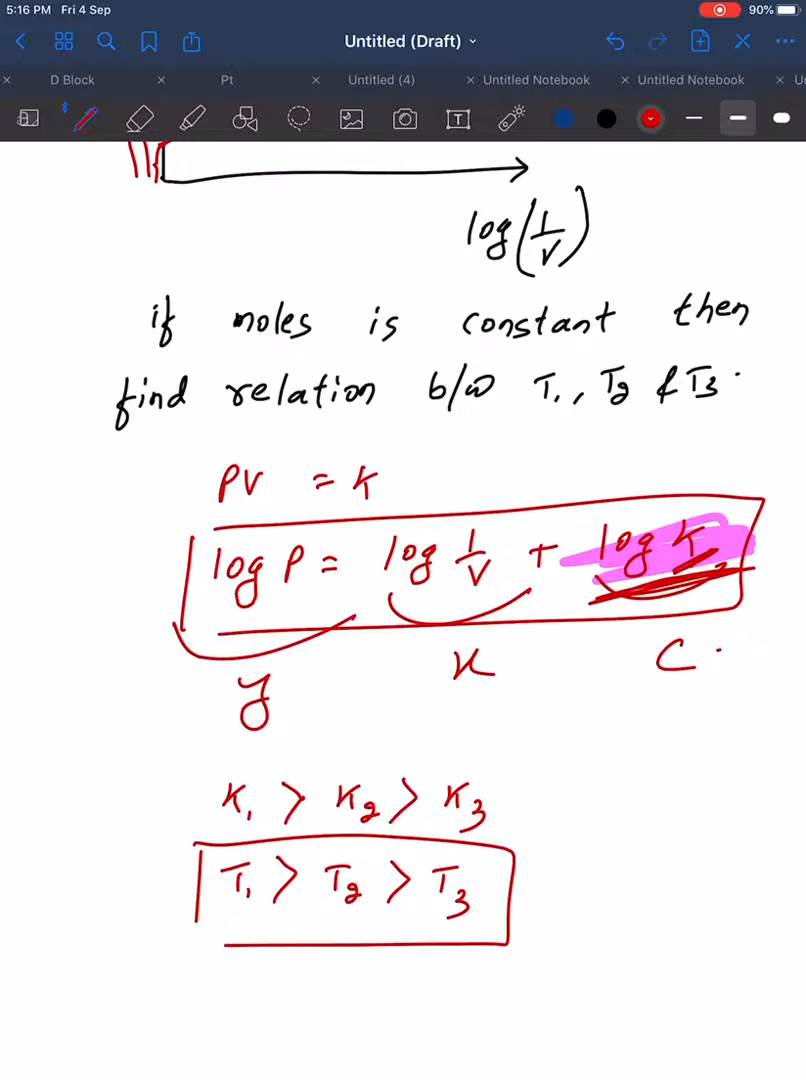 5:16 PM Fri 4 Sep 90%
Untitled (Draft)
D Block Pt Untitled (4) Untitled Notebook Untitled Notebook
T
log(1/V)
if moles is constant then
find relation b/w T1, T2 & T3.
PV = K
log P = log 1/V + log K
y x C
K1 > K2 > K3
T1 > T2 > T3